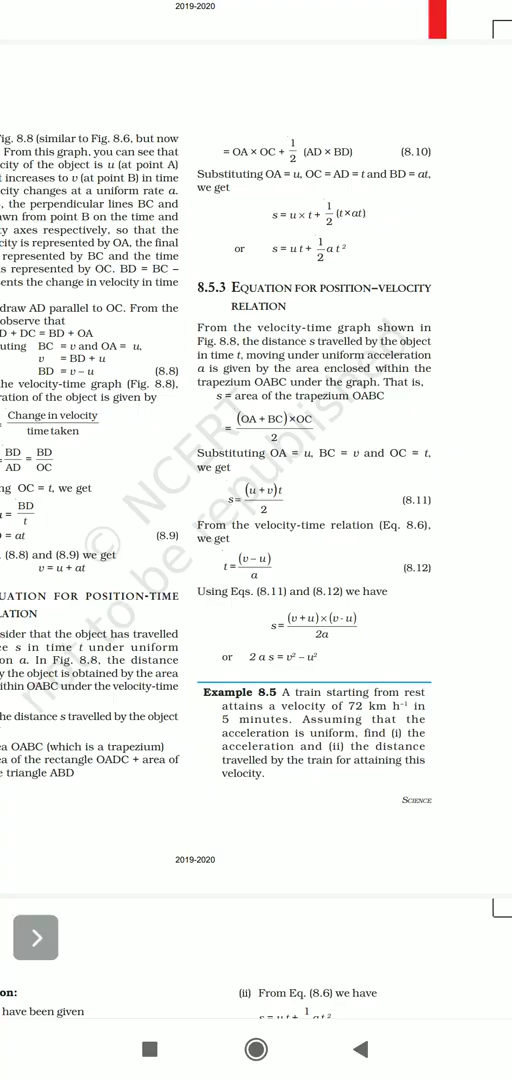 2019-2020
Fig. 8.8 (similar to Fig. 8.6, but now
From this graph, you can see that
city of the object is u (at point A)
t increases to v (at point B) in time
city changes at a uniform rate a.
, the perpendicular lines BC and
awn from point B on the time and
ty axes respectively, so that the
city is represented by OA, the final
represented by BC and the time
s represented by OC. BD = BC –
ents the change in velocity in time
draw AD parallel to OC. From the
observe that
D + DC = BD + OA
uting BC = v and OA = u,
v = BD + u
BD = v – u (8.8)
he velocity-time graph (Fig. 8.8),
ration of the object is given by
= Change in velocity / time taken
= BD/AD = BD/OC
ng OC = t, we get
a = BD/t
= at (8.9)
(8.8) and (8.9) we get
v = u + at
UATION FOR POSITION-TIME
LATION
sider that the object has travelled
ce s in time t under uniform
on a. In Fig. 8.8, the distance
y the object is obtained by the area
ithin OABC under the velocity-time
he distance s travelled by the object
ea OABC (which is a trapezium)
ea of the rectangle OADC + area of
e triangle ABD
= OA × OC + 1/2 (AD × BD) (8.10)
Substituting OA = u, OC = AD = t and BD = at,
we get
s = u × t + 1/2 (t × at)
or s = u t + 1/2 a t²
8.5.3 EQUATION FOR POSITION–VELOCITY
RELATION
From the velocity-time graph shown in
Fig. 8.8, the distance s travelled by the object
in time t, moving under uniform acceleration
a is given by the area enclosed within the
trapezium OABC under the graph. That is,
s = area of the trapezium OABC
= (OA + BC) × OC / 2
Substituting OA = u, BC = v and OC = t,
we get
s = (u + v) t / 2 (8.11)
From the velocity-time relation (Eq. 8.6),
we get
t = (v – u) / a (8.12)
Using Eqs. (8.11) and (8.12) we have
s = (v + u) × (v - u) / 2a
or 2 a s = v² – u²
Example 8.5 A train starting from rest
attains a velocity of 72 km h⁻¹ in
5 minutes. Assuming that the
acceleration is uniform, find (i) the
acceleration and (ii) the distance
travelled by the train for attaining this
velocity.
SCIENCE
© NCERT
not to be republished
2019-2020
on:
have been given
(ii) From Eq. (8.6) we have
s = u t + 1 a t²